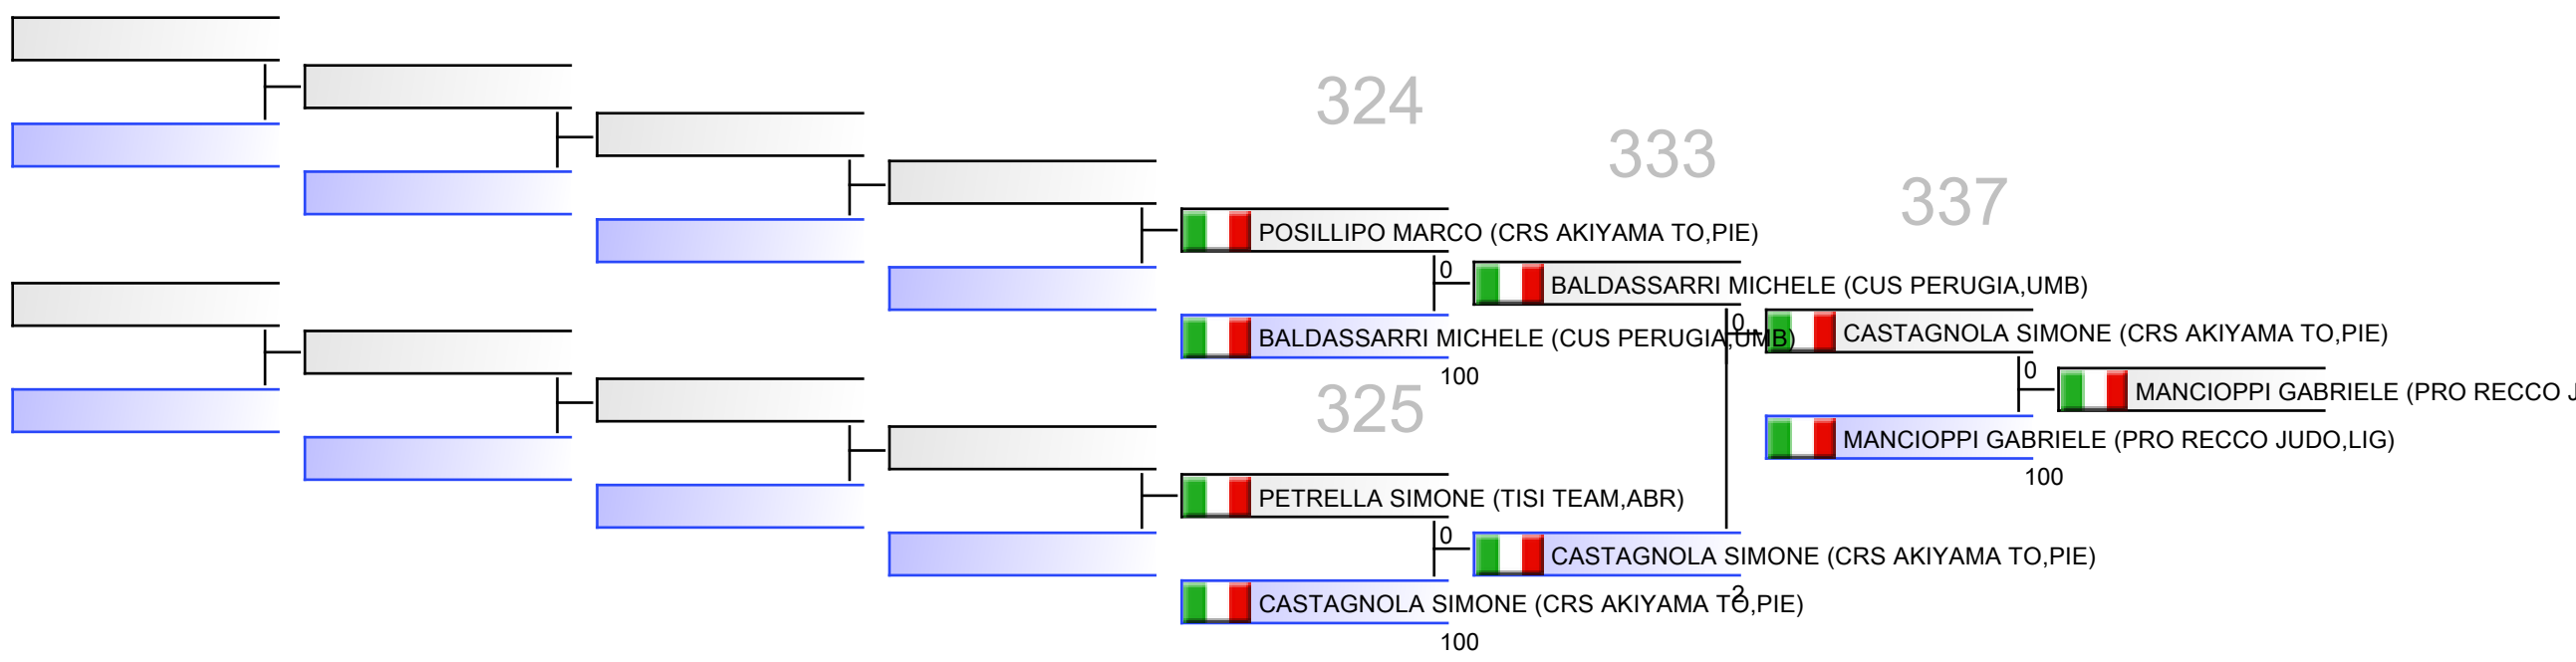 324
333
337
POSILLIPO MARCO (CRS AKIYAMA TO,PIE)
0
BALDASSARRI MICHELE (CUS PERUGIA,UMB)
BALDASSARRI MICHELE (CUS PERUGIA,UMB)
100
0
CASTAGNOLA SIMONE (CRS AKIYAMA TO,PIE)
0
MANCIOPPI GABRIELE (PRO RECCO J
MANCIOPPI GABRIELE (PRO RECCO JUDO,LIG)
100
325
PETRELLA SIMONE (TISI TEAM,ABR)
0
CASTAGNOLA SIMONE (CRS AKIYAMA TO,PIE)
2
CASTAGNOLA SIMONE (CRS AKIYAMA TO,PIE)
100